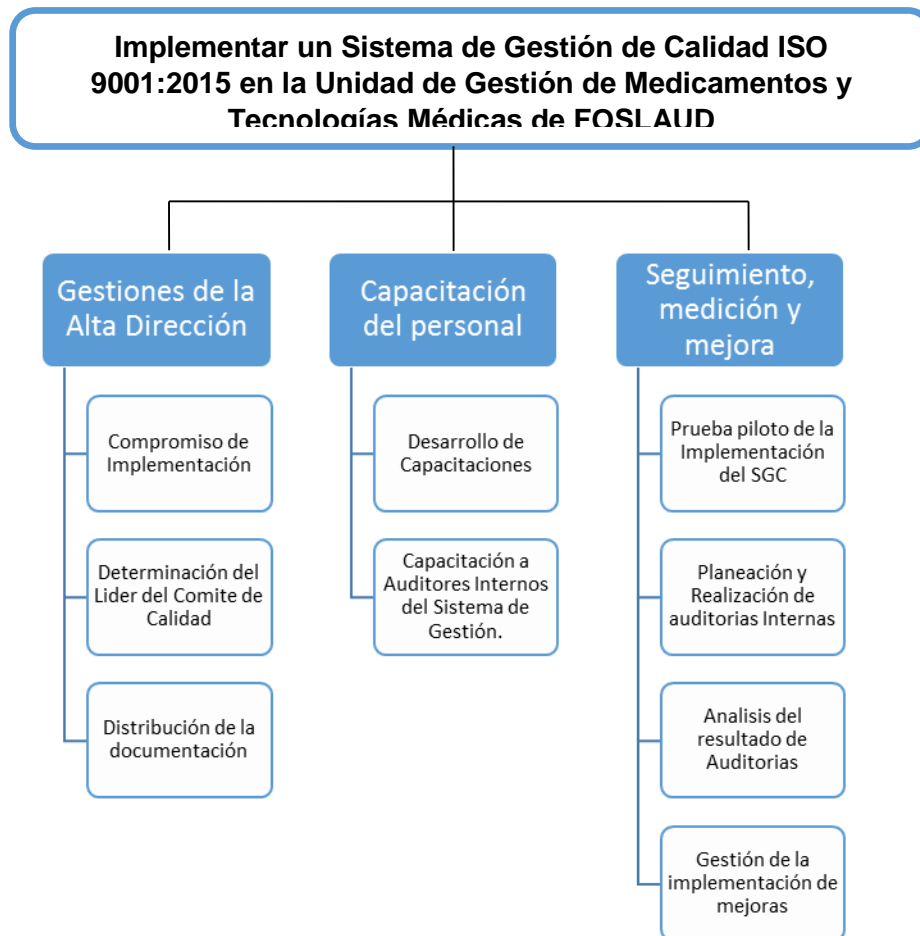 Implementar un Sistema de Gestión de Calidad ISO
9001:2015 en la Unidad de Gestión de Medicamentos y
Tecnologías Médicas de FOSLAUD
Gestiones de la
Alta Dirección
Compromiso de
Implementación
Determinación del
Lider del Comite de
Calidad
Distribución de la
documentación
Capacitación
del personal
Desarrollo de
Capacitaciones
Capacitación a
Auditores Internos
del Sistema de
Gestión.
Seguimiento,
medición y
mejora
Prueba piloto de la
Implementación
del SGC
Planeación y
Realización de
auditorias Internas
Analisis del
resultado de
Auditorias
Gestión de la
implementación de
mejoras